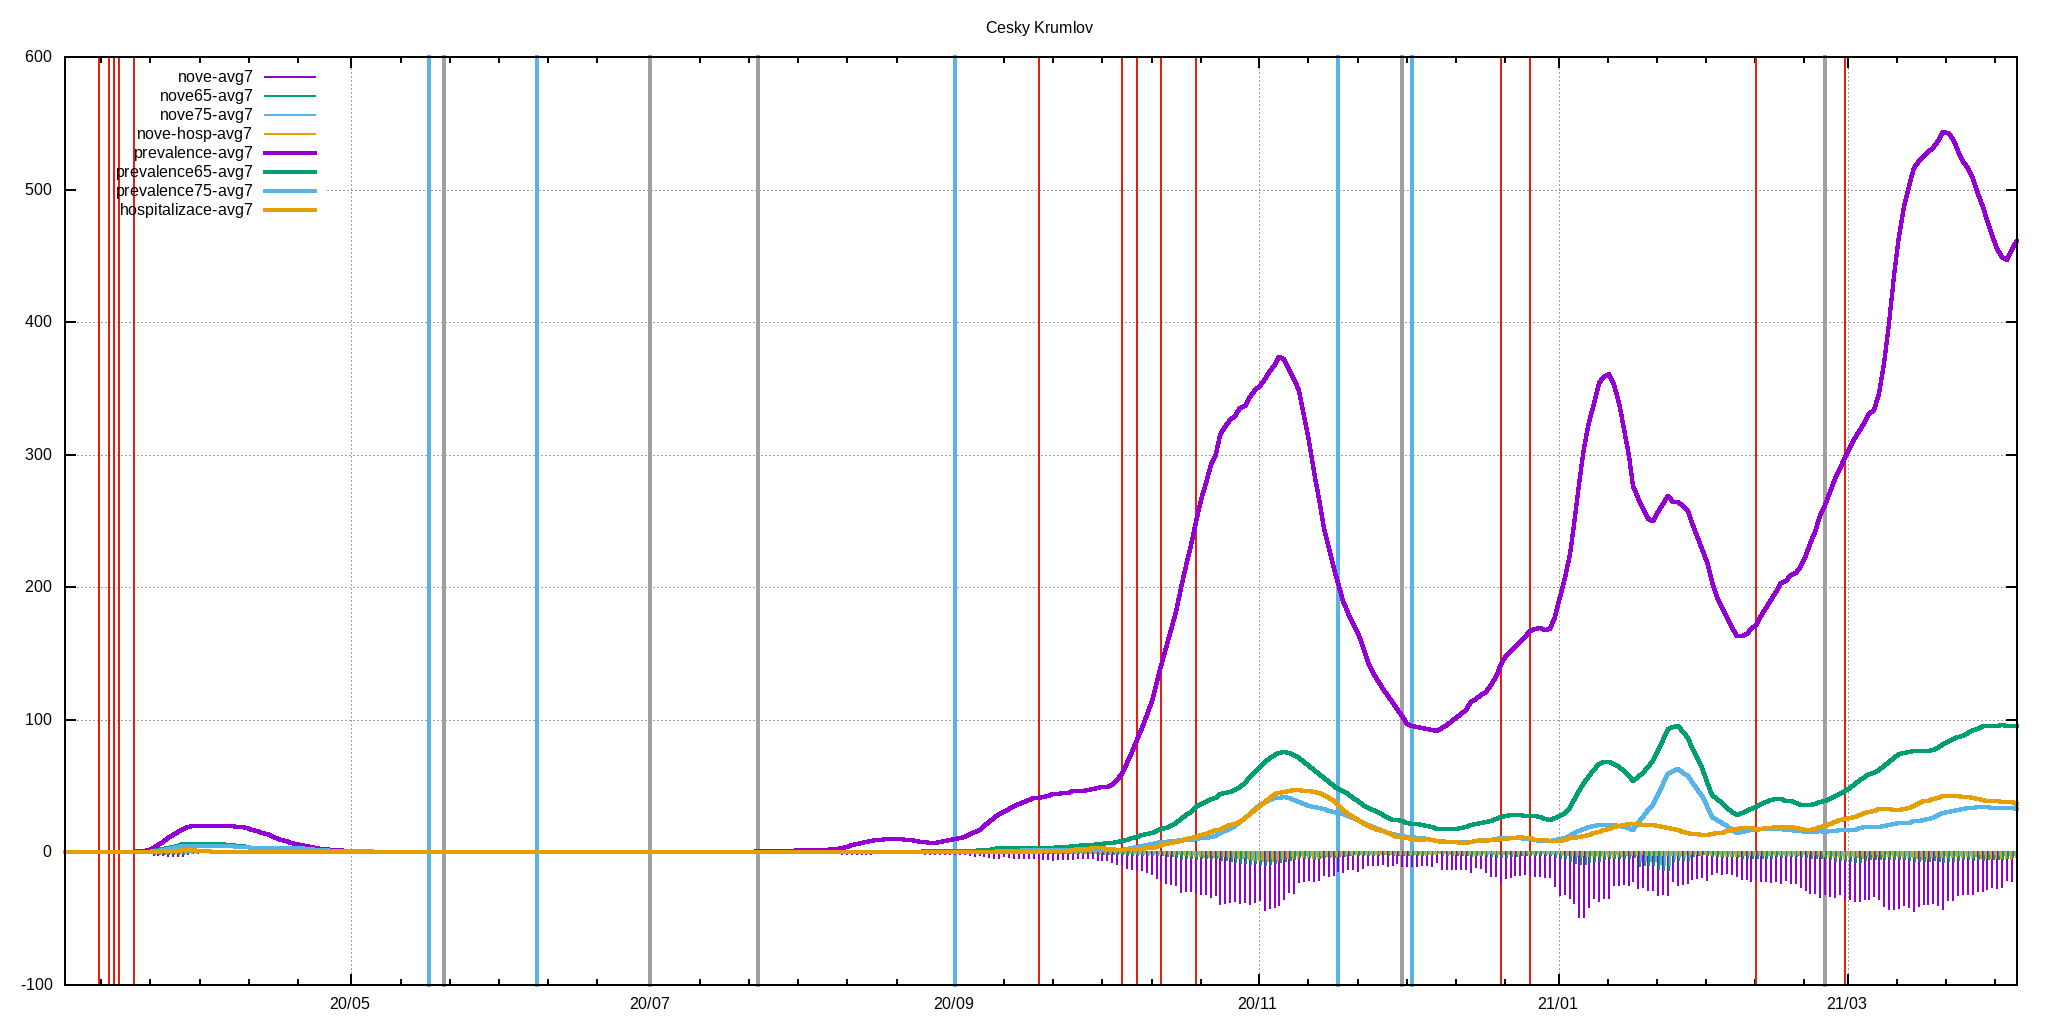 Cesky Krumlov
600
nove-avg7
nove65-avg7
nove75-avg7
nove-hosp-avg7
prevalence-avg7
prevalence65-avg7
prevalence75-avg7
hospitalizace-avg7
500
400
300
200
100
0
-100
20/05 20/07 20/09 20/11 21/01 21/03